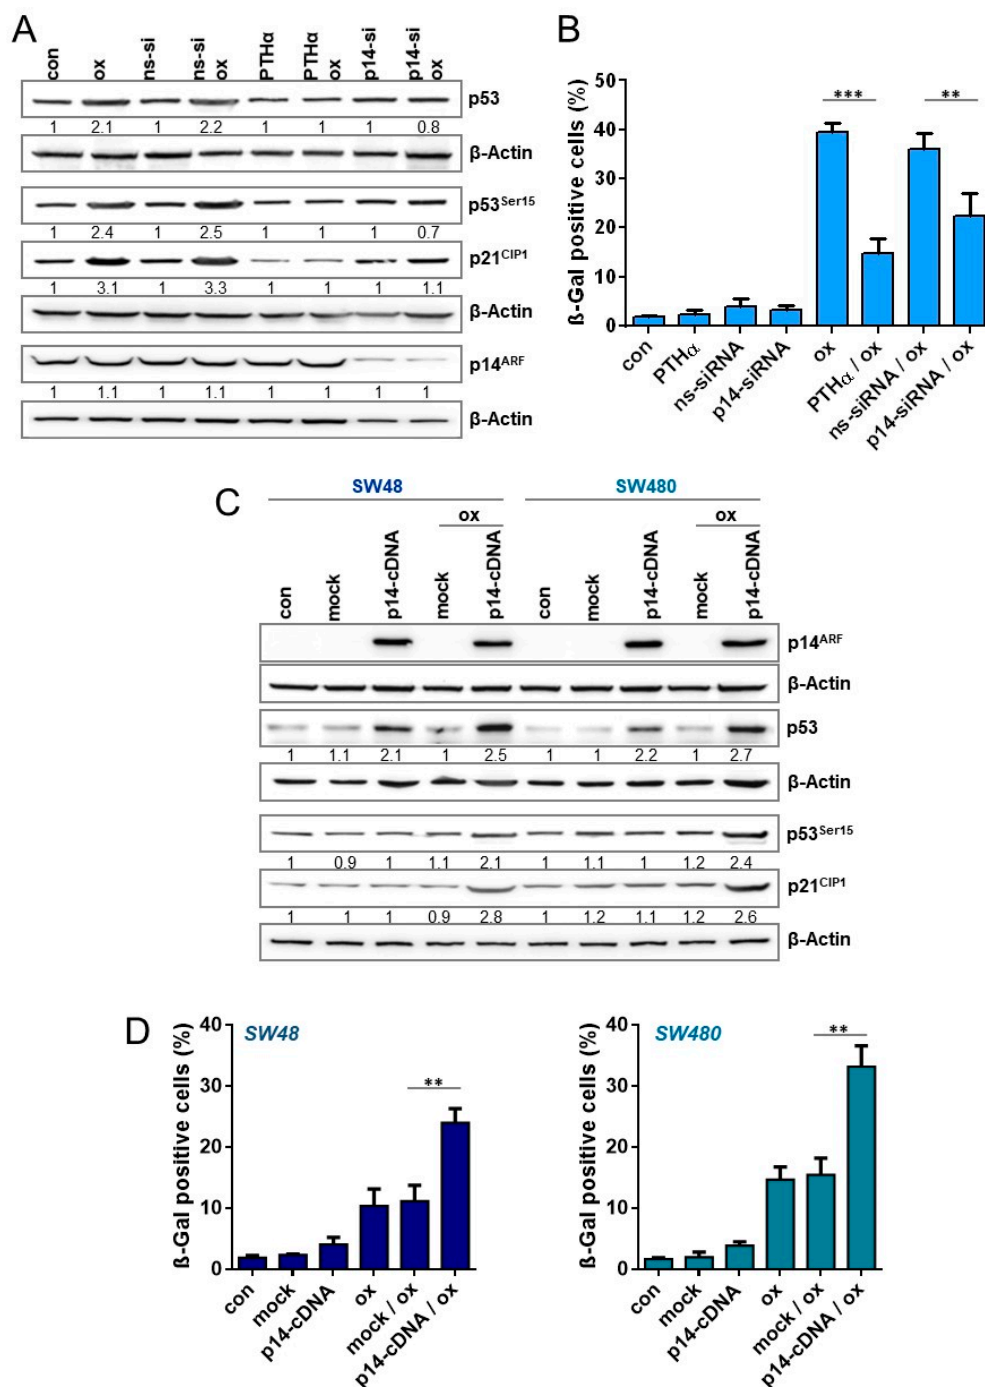 A
con ox ns-si ns-si ox PTHα PTHα ox p14-si p14-si ox
p53
1 2.1 1 2.2 1 1 1 0.8
ß-Actin
p53Ser15
1 2.4 1 2.5 1 1 1 0.7
p21CIP1
1 3.1 1 3.3 1 1 1 1.1
ß-Actin
p14ARF
1 1.1 1 1.1 1 1 1 1
ß-Actin
B
ß-Gal positive cells (%)
50
40
30
20
10
0
*** **
con PTHα ns-siRNA p14-siRNA ox PTHα / ox ns-siRNA / ox p14-siRNA / ox
C
SW48 SW480
ox ox
con mock p14-cDNA mock p14-cDNA con mock p14-cDNA mock p14-cDNA
p14ARF
ß-Actin
p53
1 1.1 2.1 1 2.5 1 1 2.2 1 2.7
ß-Actin
p53Ser15
1 0.9 1 1.1 2.1 1 1.1 1 1.2 2.4
p21CIP1
1 1 1 0.9 2.8 1 1.2 1.1 1.2 2.6
ß-Actin
D
SW48
ß-Gal positive cells (%)
40
30
20
10
0
**
con mock p14-cDNA ox mock / ox p14-cDNA / ox
SW480
ß-Gal positive cells (%)
40
30
20
10
0
**
con mock p14-cDNA ox mock / ox p14-cDNA / ox